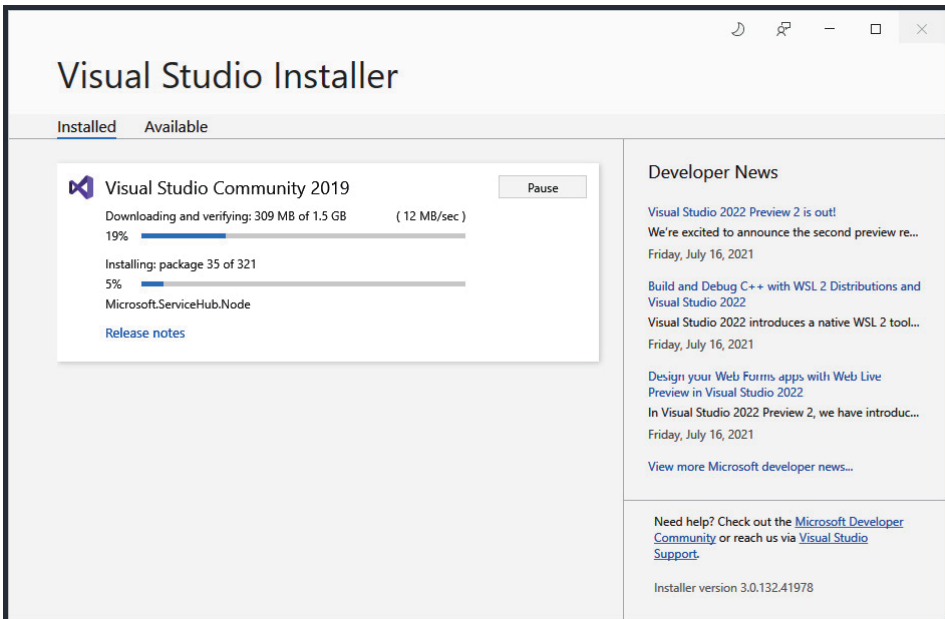 Visual Studio Installer
Installed Available
Visual Studio Community 2019
Pause
Downloading and verifying: 309 MB of 1.5 GB ( 12 MB/sec )
19%
Installing: package 35 of 321
5%
Microsoft.ServiceHub.Node
Release notes
Developer News
Visual Studio 2022 Preview 2 is out!
We're excited to announce the second preview re...
Friday, July 16, 2021
Build and Debug C++ with WSL 2 Distributions and
Visual Studio 2022
Visual Studio 2022 introduces a native WSL 2 tool...
Friday, July 16, 2021
Design your Web Forms apps with Web Live
Preview in Visual Studio 2022
In Visual Studio 2022 Preview 2, we have introduc...
Friday, July 16, 2021
View more Microsoft developer news...
Need help? Check out the Microsoft Developer
Community or reach us via Visual Studio
Support.
Installer version 3.0.132.41978